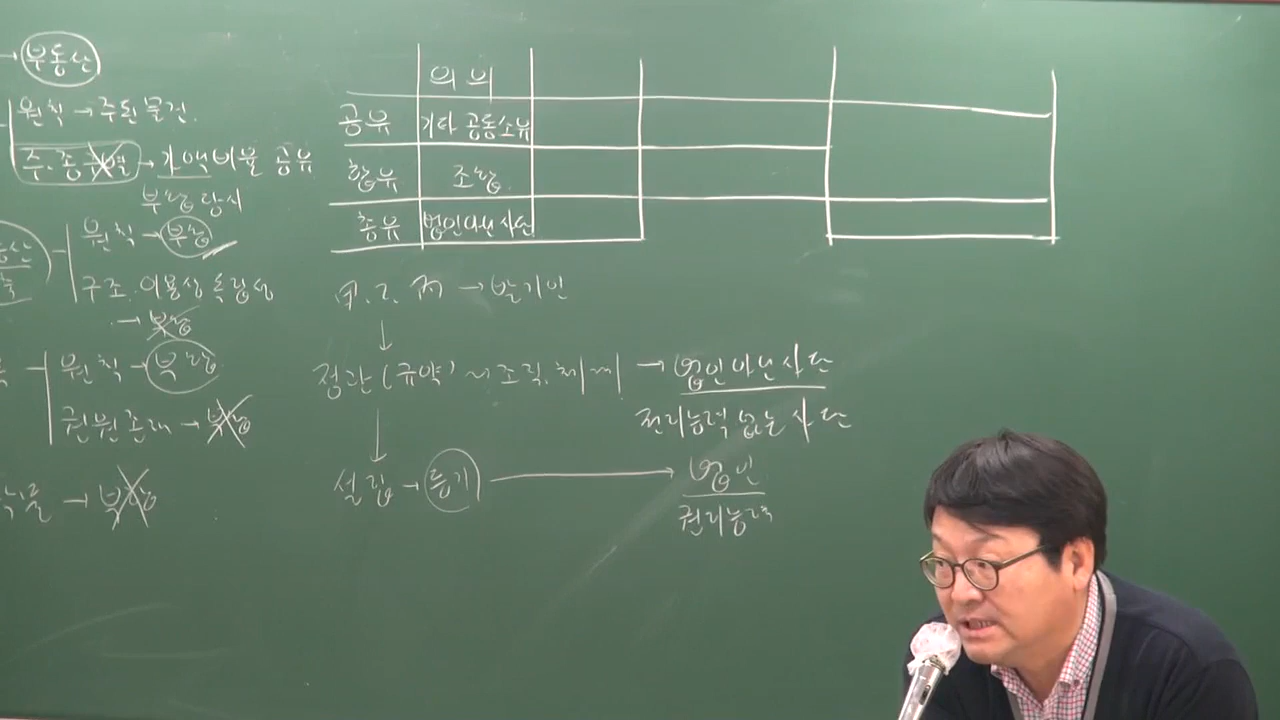 → 부동산
원칙 → 주된 물건
주.종 구별 → 가액비율 공유
부합 당시
원칙 → 부합
구조.이용상 독립성
→ 부합
원칙 → 부합
권원존재 → 부합
→ 부합
의의
공유 기타 공동소유
합유 조합
총유 법인아닌사단
→ 발기인
↓
정관(규약) 조직.체계 → 법인아닌사단
권리능력 없는 사단
↓
설립 → 등기 → 법인
권리능력